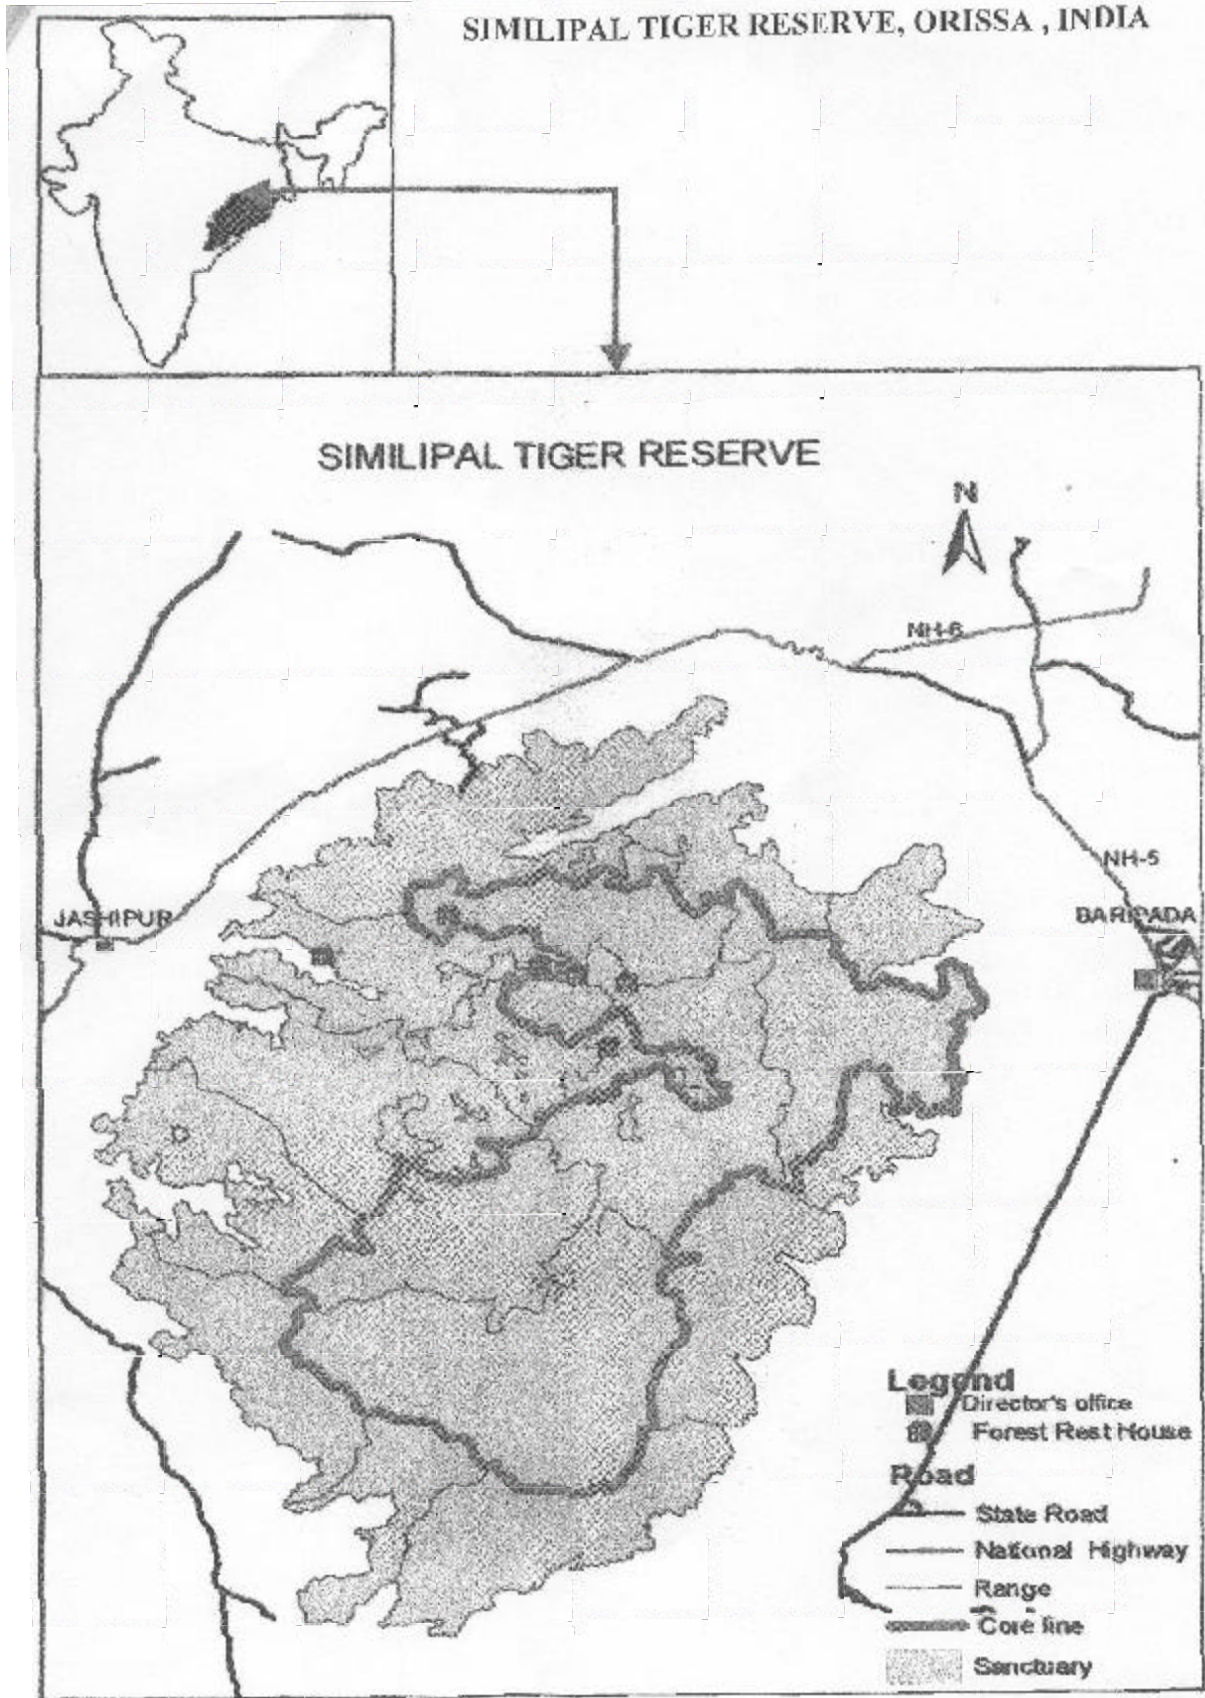 SIMILIPAL TIGER RESERVE, ORISSA , INDIA
SIMILIPAL TIGER RESERVE
N
NH-6
NH-5
JASHIPUR
BARIPADA
Legend
Director's office
Forest Rest House
Road
State Road
National Highway
Range
Core line
Sanctuary